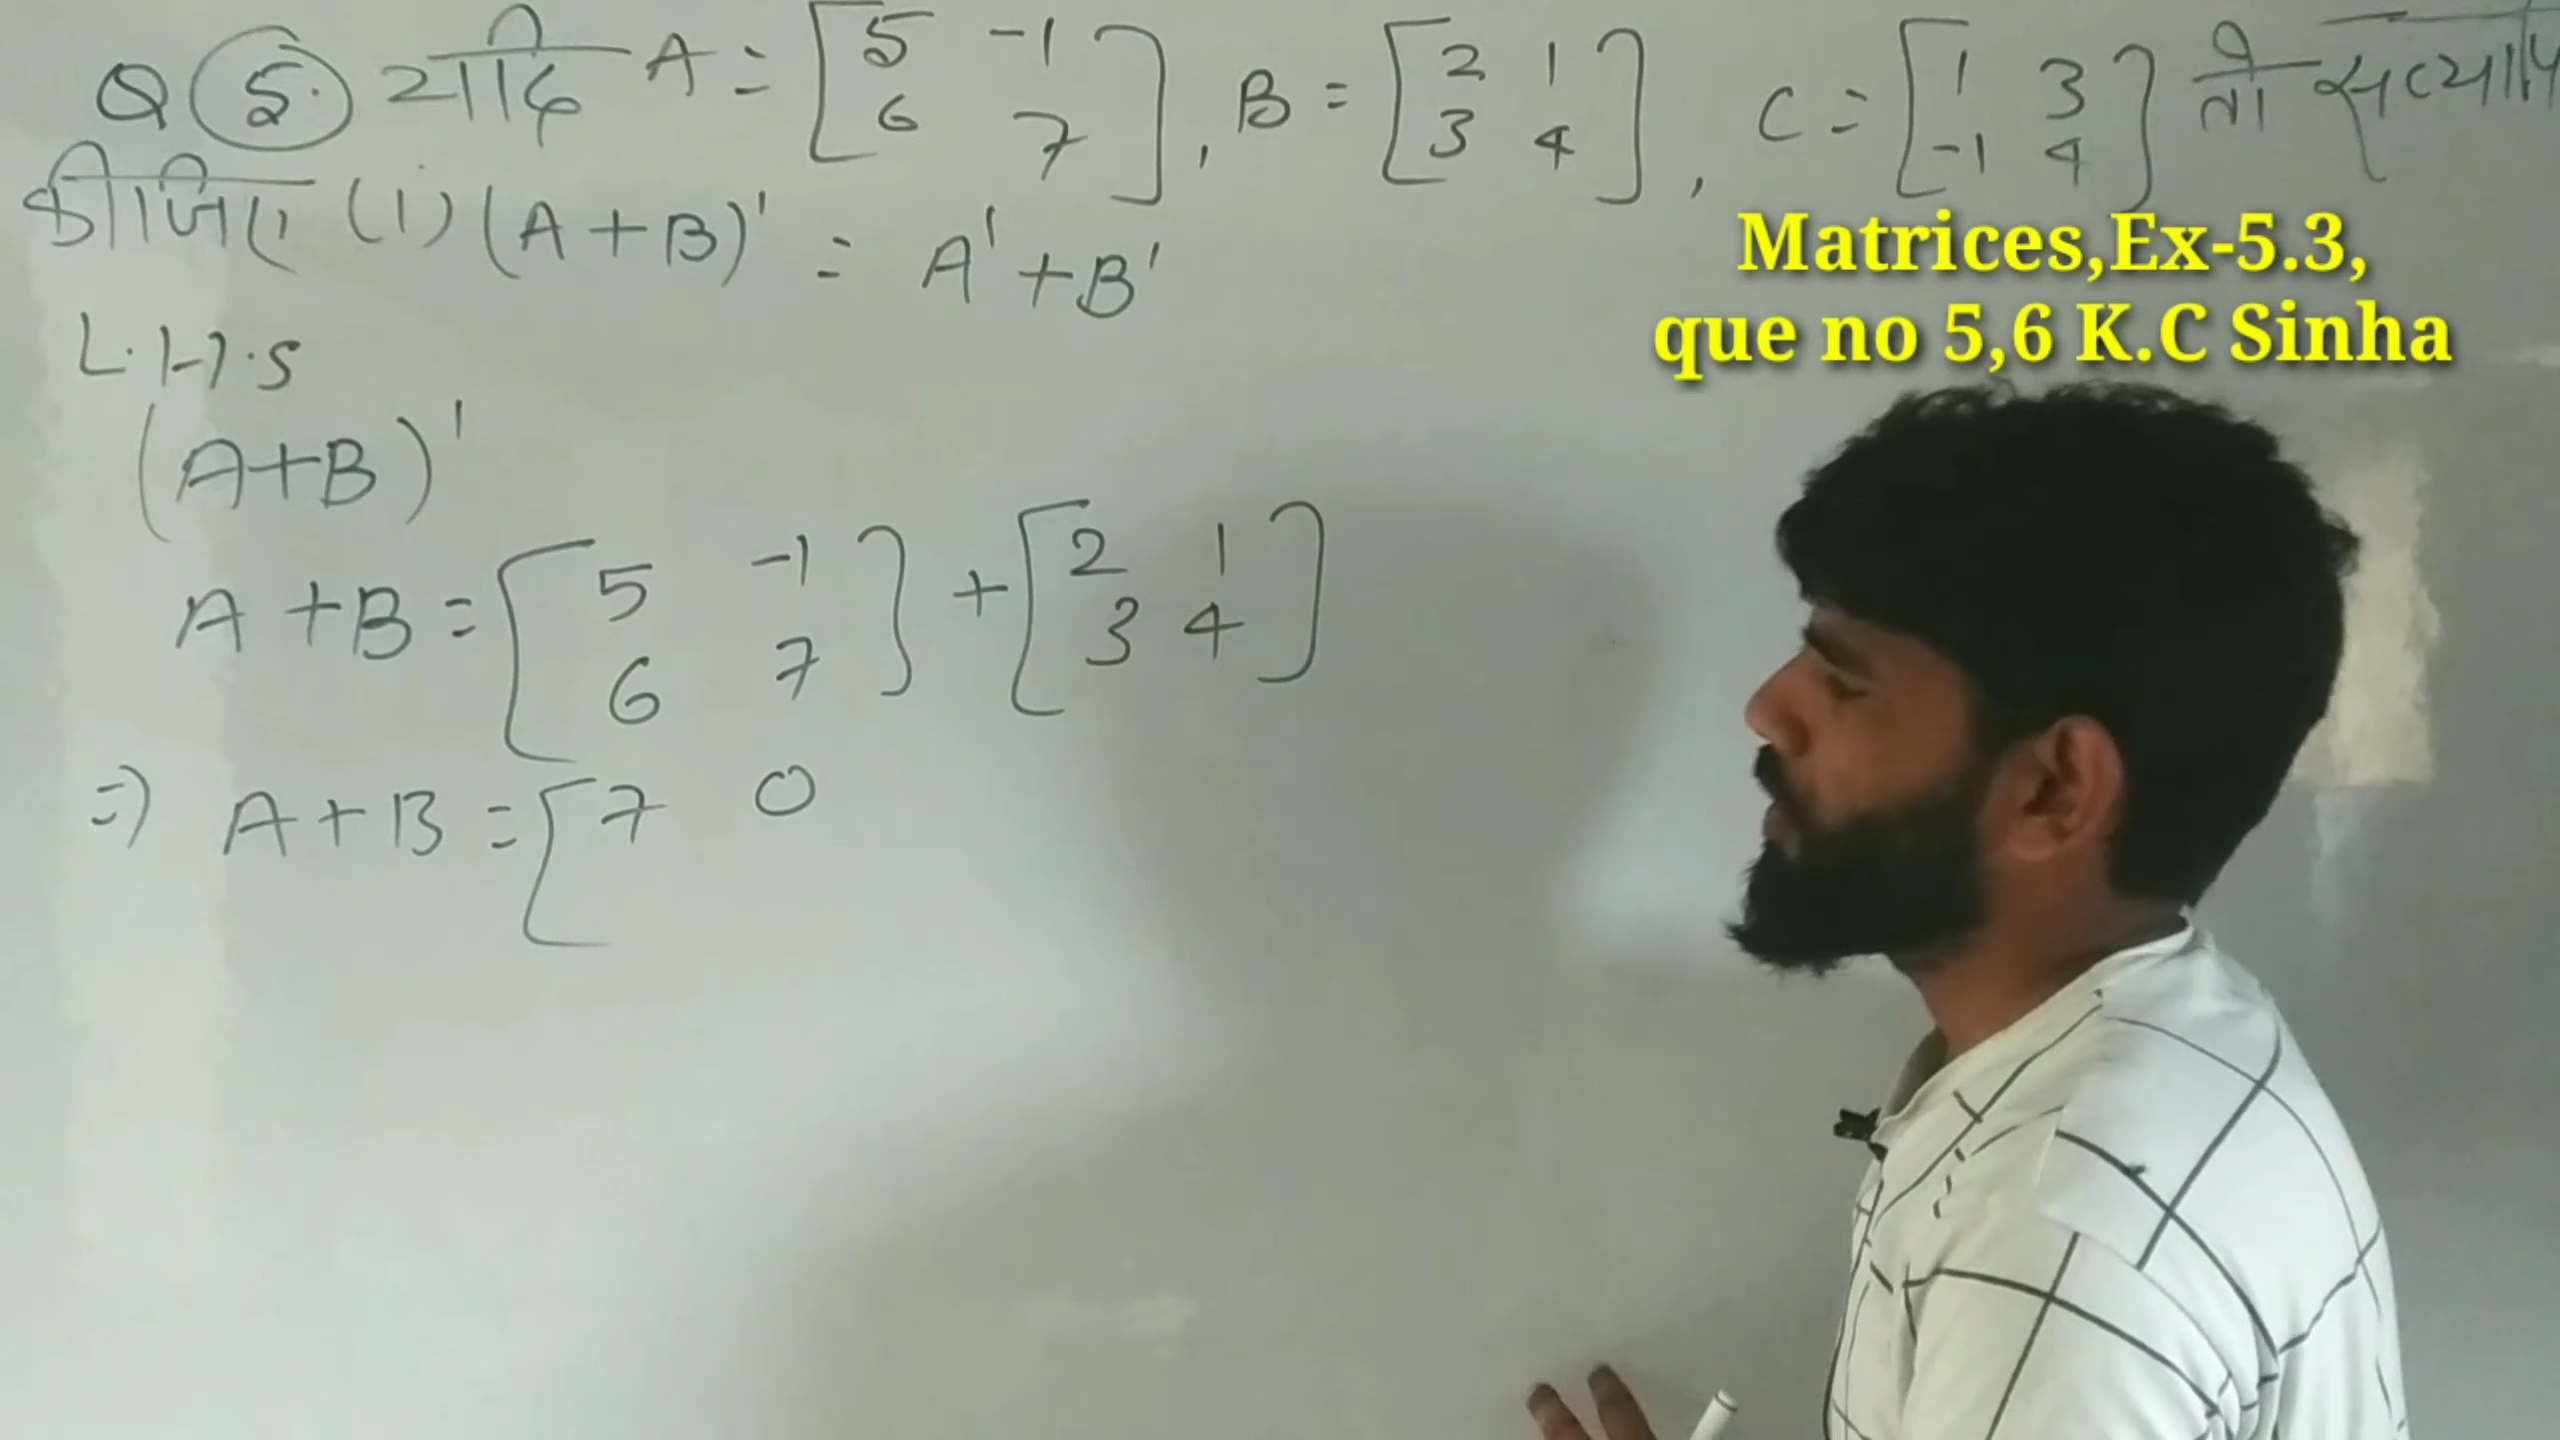 Q 5. यदि A = [5 -1 6 7], B = [2 1 3 4], C = [1 3 -1 4] तो
कीजिए (1) (A+B)' = A'+B'
Matrices,Ex-5.3,
que no 5,6 K.C Sinha
L.H.S
(A+B)'
A+B = [5 -1 6 7] + [2 1 3 4]
=) A+B = [7 0